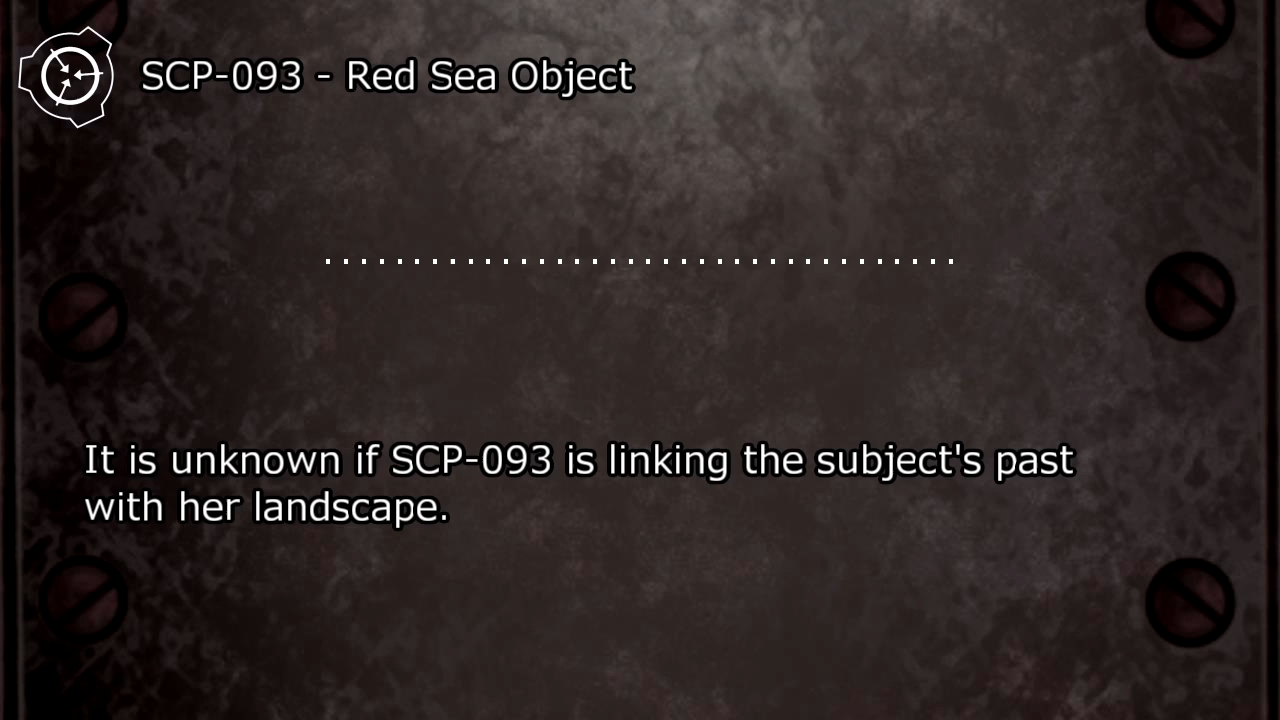 SCP-093 - Red Sea Object
It is unknown if SCP-093 is linking the subject's past
with her landscape.